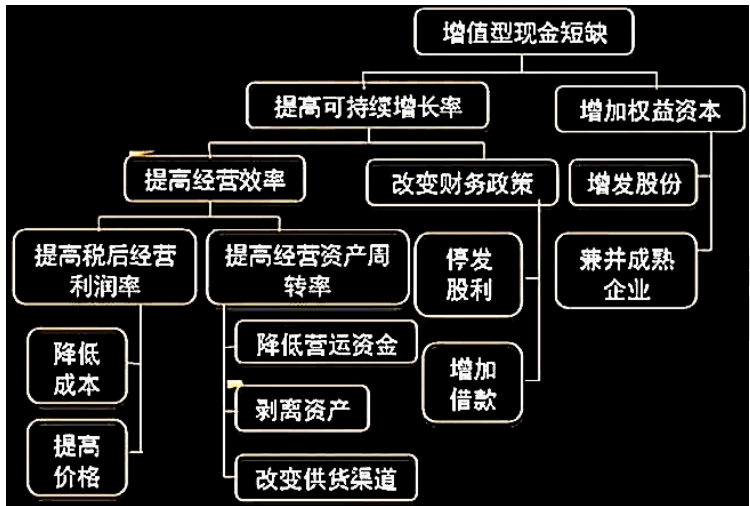 增值型现金短缺
提高可持续增长率
增加权益资本
提高经营效率
改变财务政策
增发股份
提高税后经营
利润率
提高经营资产周
转率
停发
股利
兼并成熟
企业
降低
成本
降低营运资金
增加
借款
剥离资产
提高
价格
改变供货渠道